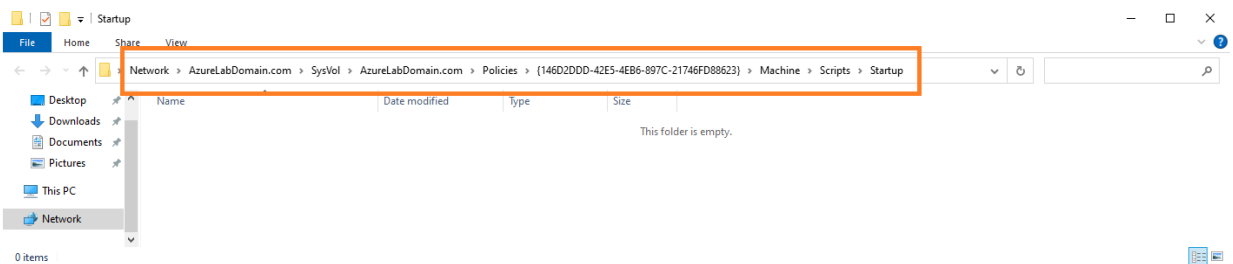 Startup
File Home Share View
Network > AzureLabDomain.com > SysVol > AzureLabDomain.com > Policies > {146D2DDD-42E5-4EB6-897C-21746FD88623} > Machine > Scripts > Startup
Name Date modified Type Size
This folder is empty.
Desktop
Downloads
Documents
Pictures
This PC
Network
0 items